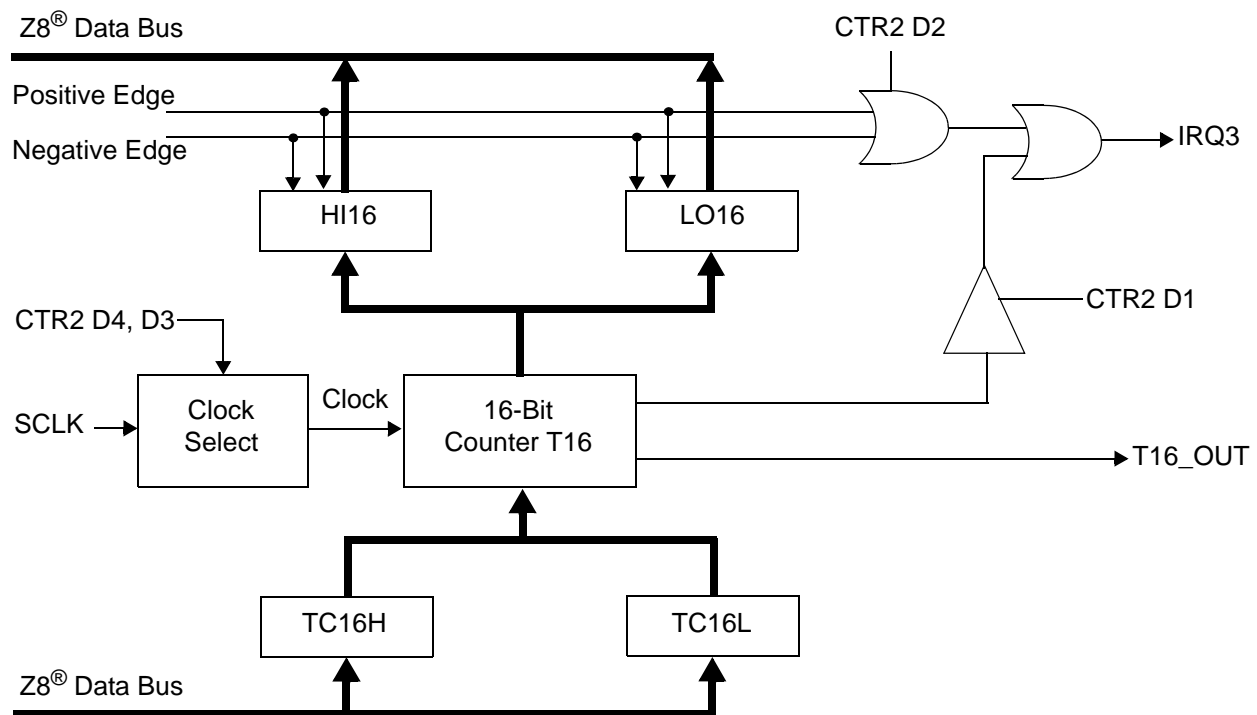 Z8® Data Bus
CTR2 D2
Positive Edge
Negative Edge
IRQ3
HI16
LO16
CTR2 D4, D3
CTR2 D1
SCLK
Clock
Select
Clock
16-Bit
Counter T16
T16_OUT
TC16H
TC16L
Z8® Data Bus